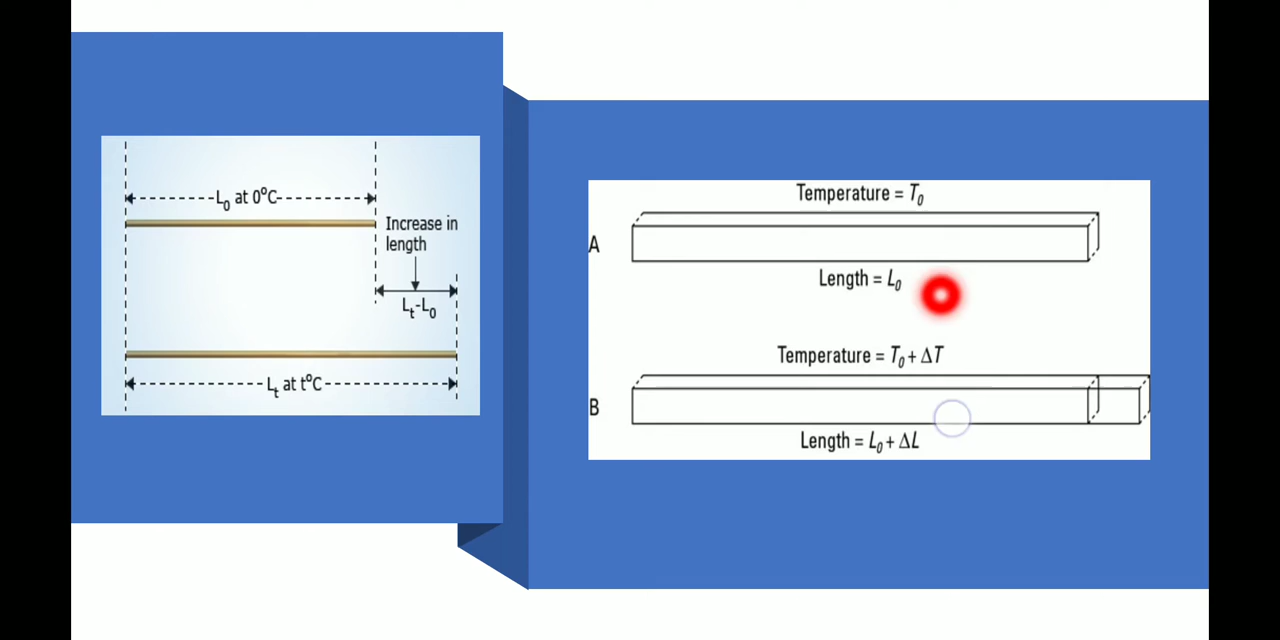 L₀ at 0°C
Increase in
length
Lₜ-L₀
Lₜ at t°C
Temperature = T₀
A
Length = L₀
Temperature = T₀ + ΔT
B
Length = L₀ + ΔL